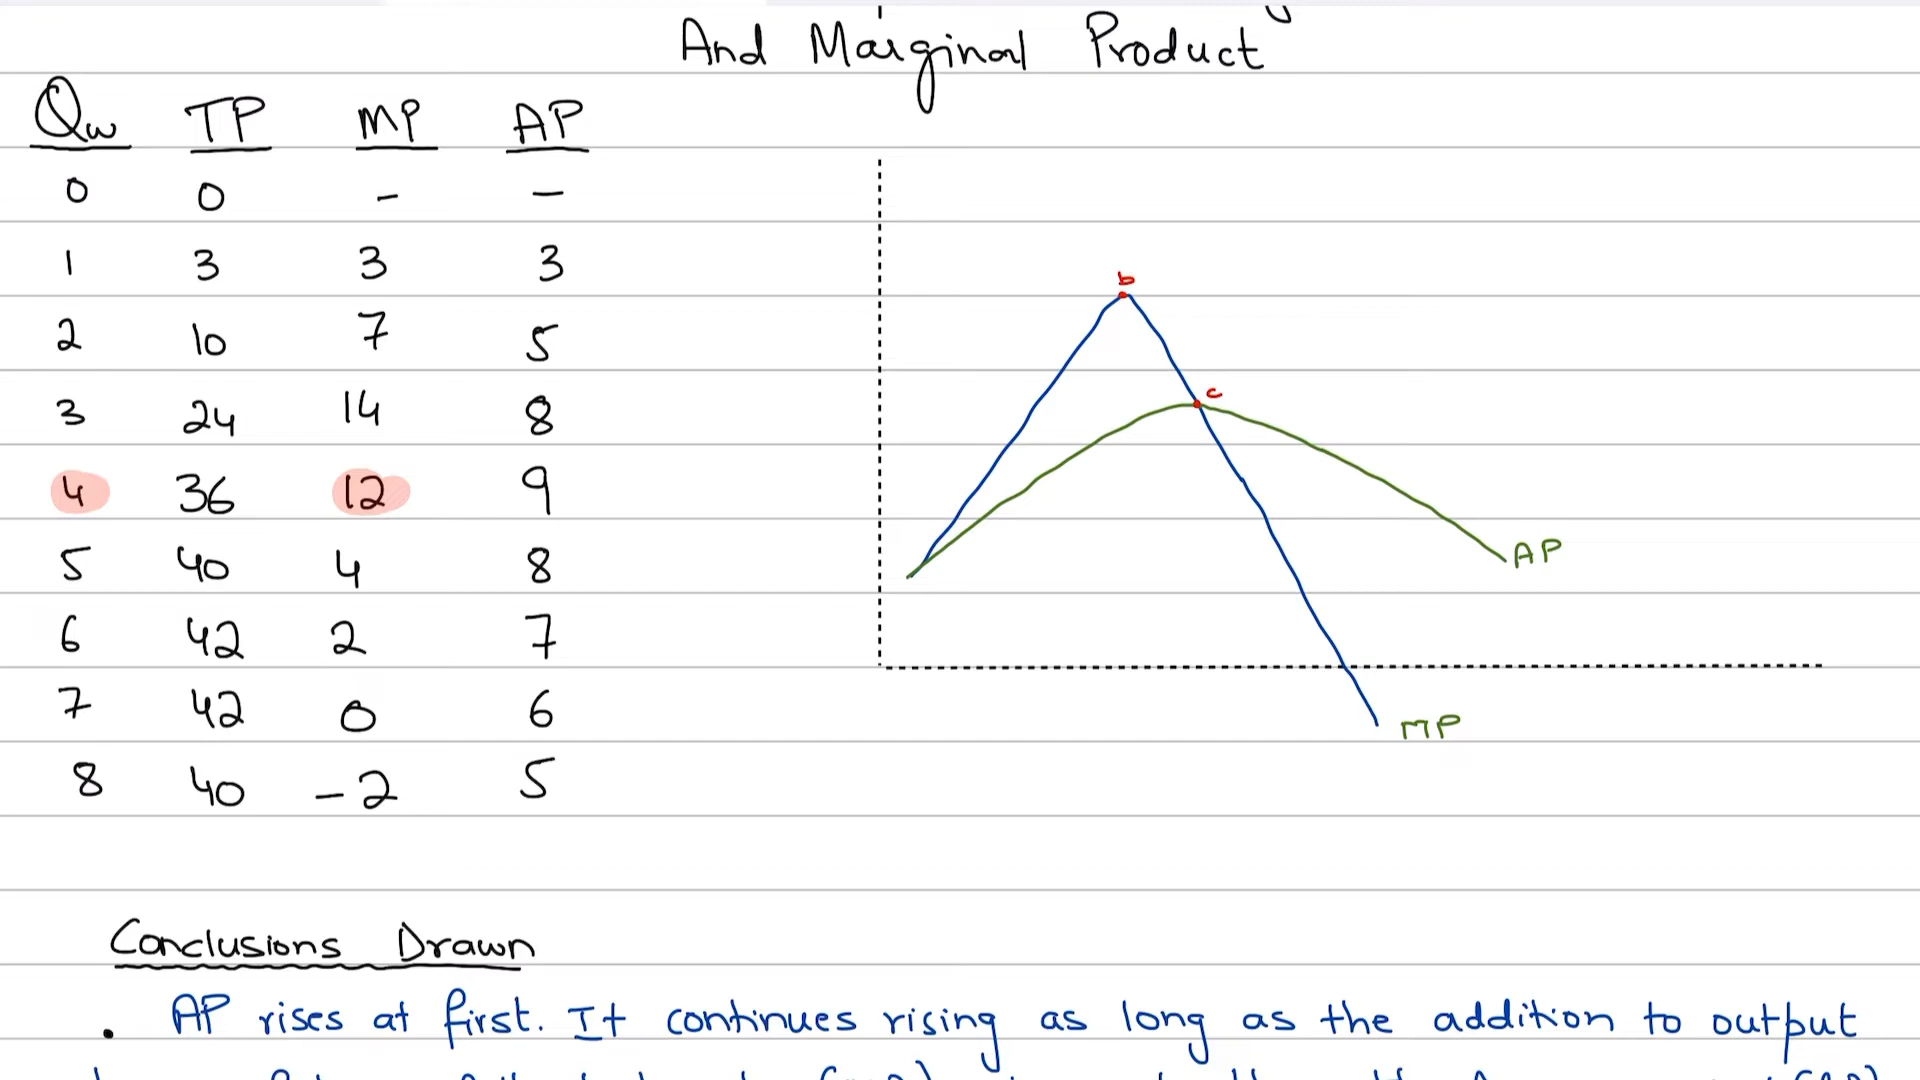 And Marginal Product
Qw TP MP AP
0 0 - -
1 3 3 3
2 10 7 5
3 24 14 8
4 36 12 9
5 40 4 8
6 42 2 7
7 42 0 6
8 40 -2 5
b
c
AP
MP
Conclusions Drawn
• AP rises at first. It continues rising as long as the addition to output